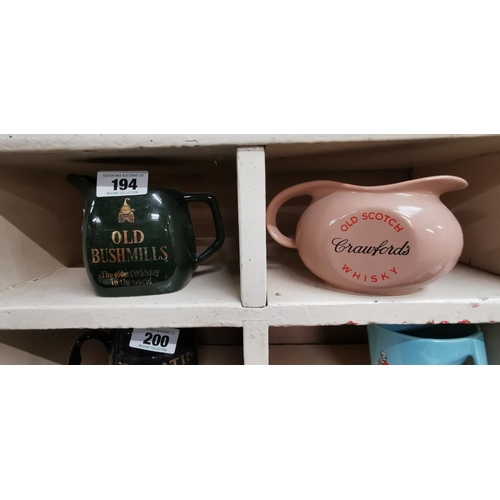 194
OLD
BUSHMILLS
The oldest Whiskey
in the world
OLD SCOTCH
Crawford's
WHISKY
200